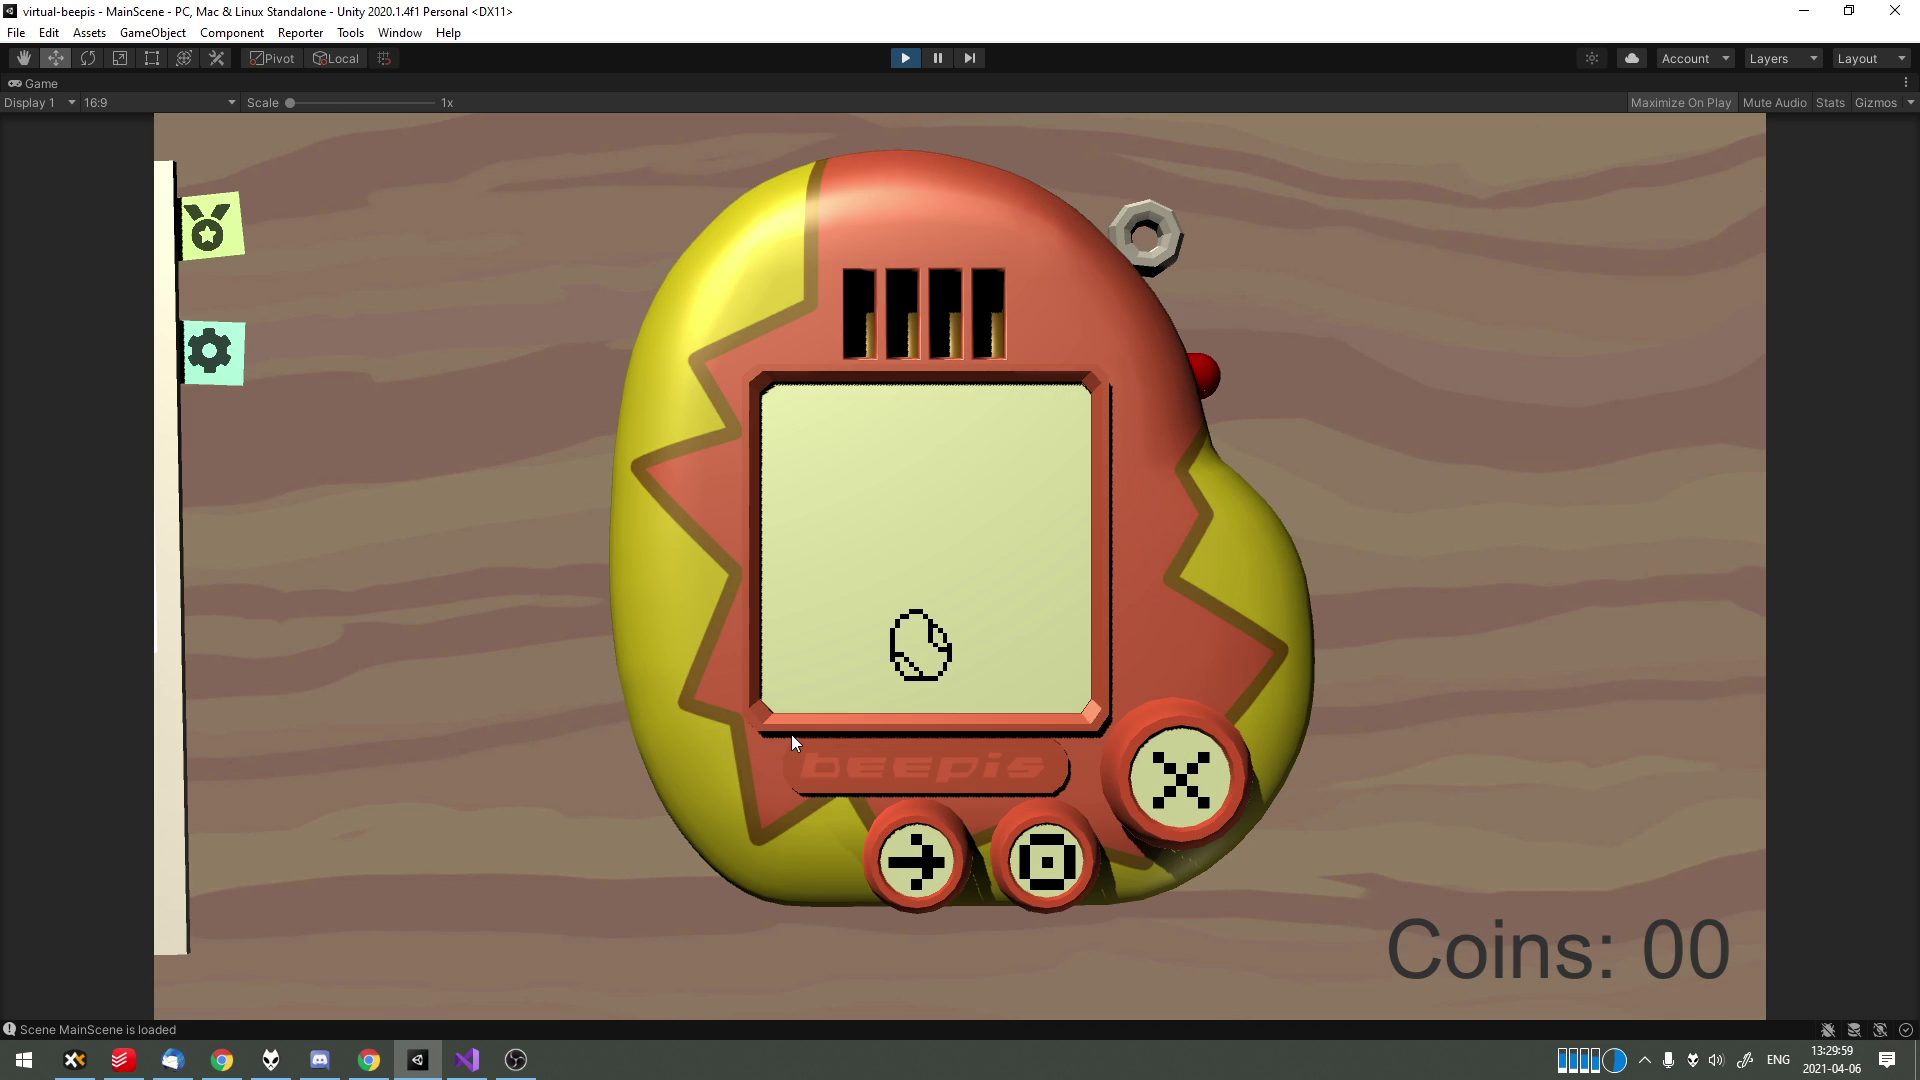 virtual-beepis - MainScene - PC, Mac & Linux Standalone - Unity 2020.1.4f1 Personal <DX11>
File Edit Assets GameObject Component Reporter Tools Window Help
Pivot Local Account Layers Layout
Game
Display 1 16:9 Scale 1x Maximize On Play Mute Audio Stats Gizmos
beepis
Coins: 00
Scene MainScene is loaded
ENG 13:29:59
2021-04-06